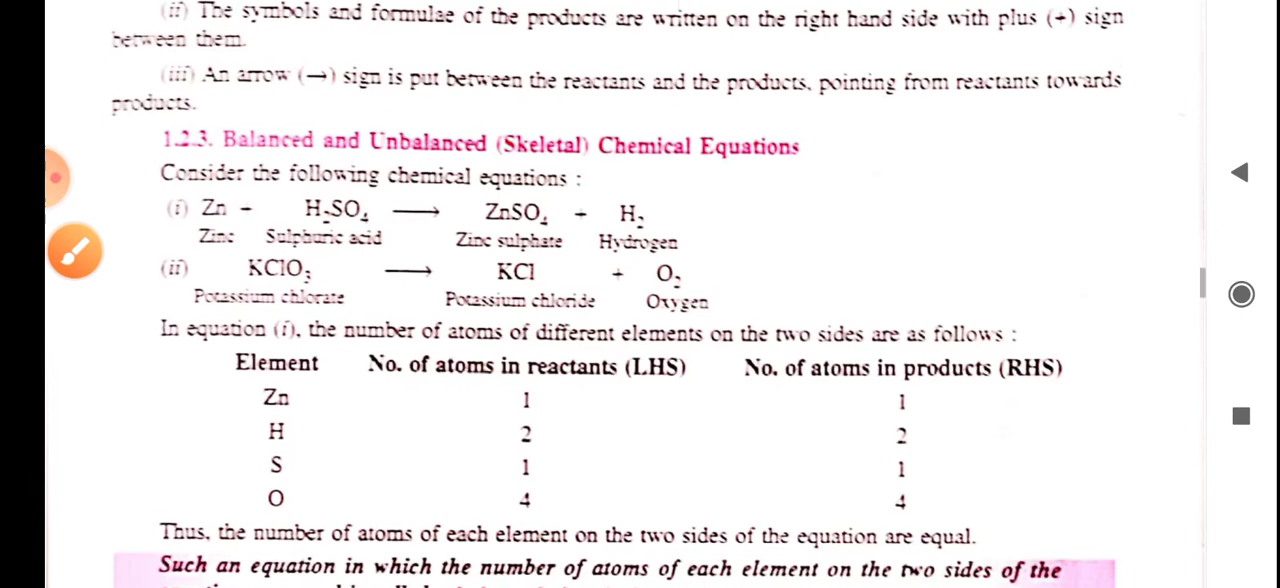 (ii) The symbols and formulae of the products are written on the right hand side with plus (+) sign
between them.
(iii) An arrow (→) sign is put between the reactants and the products, pointing from reactants towards
products.
1.2.3. Balanced and Unbalanced (Skeletal) Chemical Equations
Consider the following chemical equations :
(i) Zn + H₂SO₄ ⟶ ZnSO₄ + H₂
Zinc Sulphuric acid Zinc sulphate Hydrogen
(ii) KClO₃ ⟶ KCl + O₂
Potassium chlorate Potassium chloride Oxygen
In equation (i), the number of atoms of different elements on the two sides are as follows :
Element No. of atoms in reactants (LHS) No. of atoms in products (RHS)
Zn 1 1
H 2 2
S 1 1
O 4 4
Thus, the number of atoms of each element on the two sides of the equation are equal.
Such an equation in which the number of atoms of each element on the two sides of the